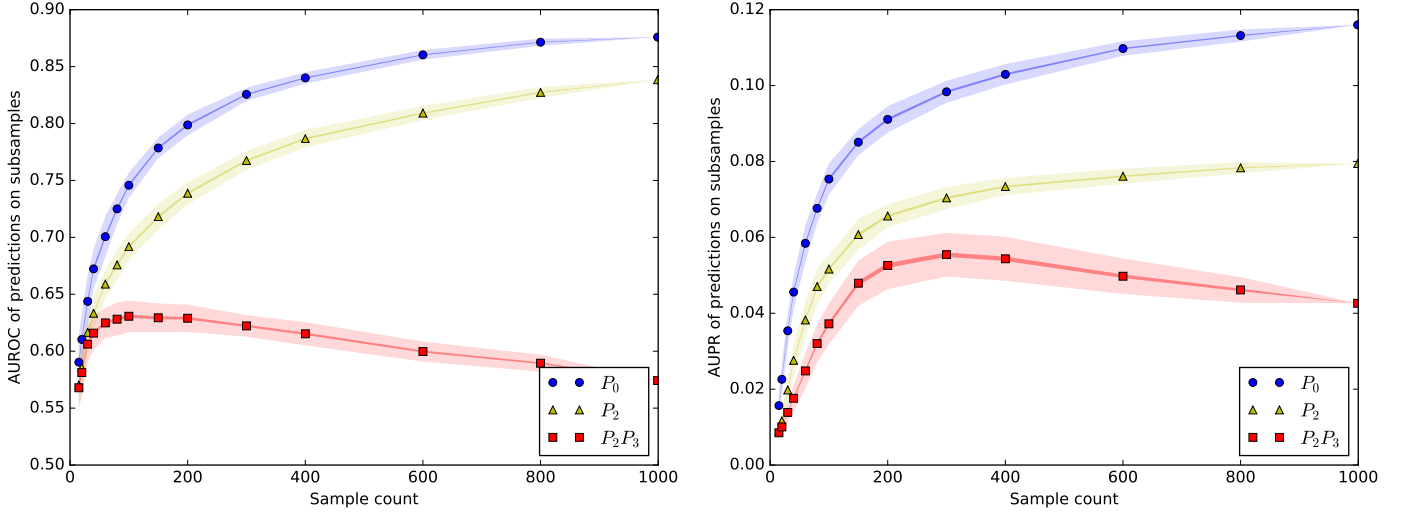 AUROC of predictions on subsamples
0.90
0.85
0.80
0.75
0.70
0.65
0.60
0.55
0.50
0 200 400 600 800 1000
Sample count
P₀
P₂
P₂P₃
AUPR of predictions on subsamples
0.12
0.10
0.08
0.06
0.04
0.02
0.00
0 200 400 600 800 1000
Sample count
P₀
P₂
P₂P₃